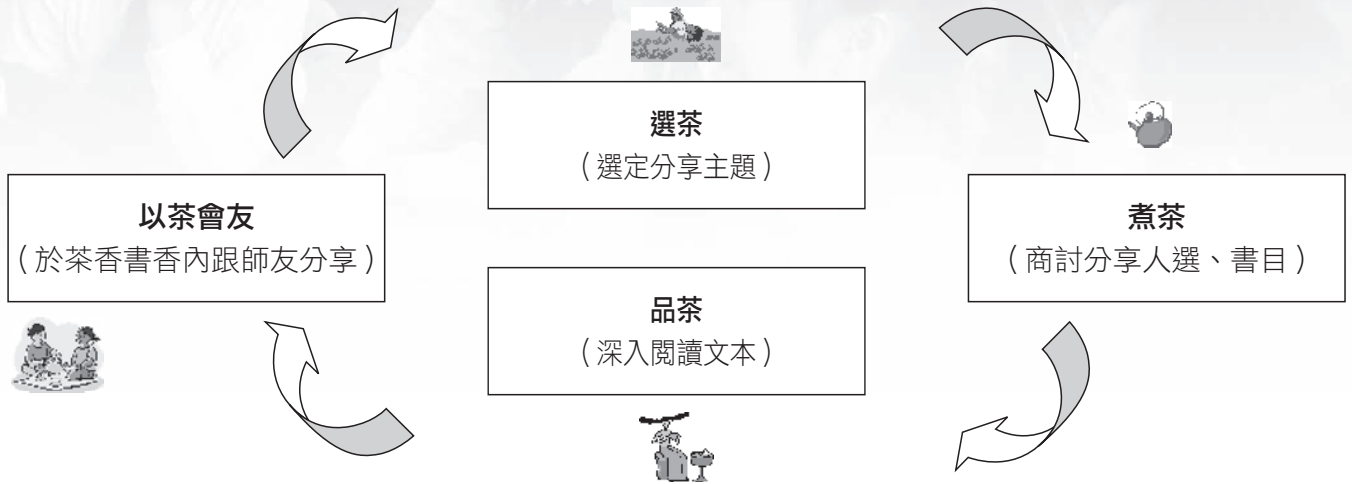 選茶
（選定分享主題）
煮茶
（商討分享人選、書目）
品茶
（深入閱讀文本）
以茶會友
（於茶香書香內跟師友分享）